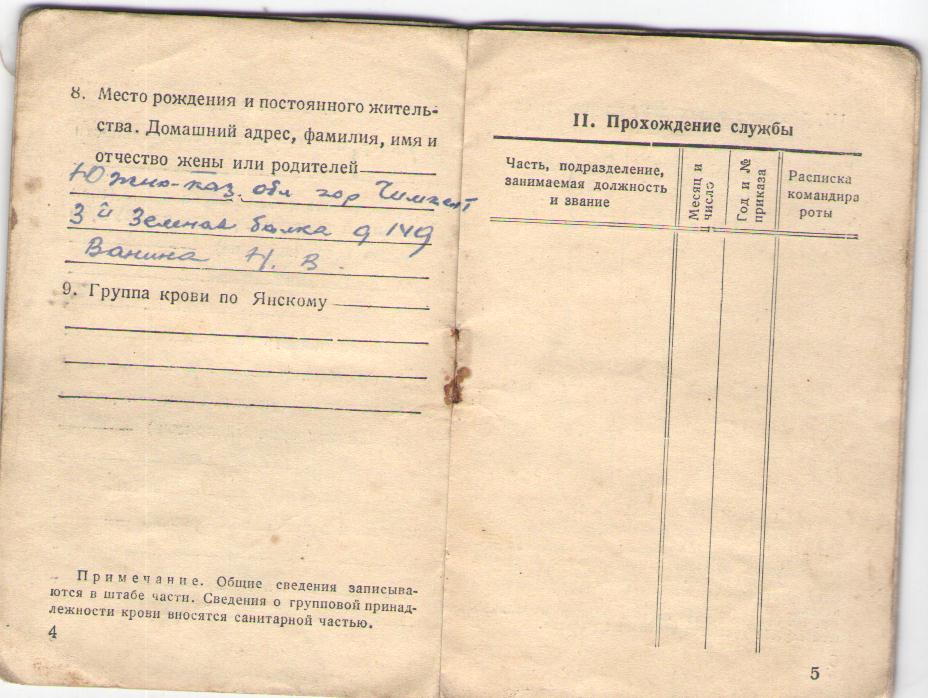 8. Место рождения и постоянного житель-
ства. Домашний адрес, фамилия, имя и
отчество жены или родителей
Южно-каз. обл гор Чимкент
3й Земная балка д 149
Ванина Н. В.
9. Группа крови по Янскому
Примечание. Общие сведения записыва-
ются в штабе части. Сведения о групповой принад-
лежности крови вносятся санитарной частью.
4
II. Прохождение службы
Часть, подразделение,
занимаемая должность
и звание
Месяц и
число
Год и №
приказа
Расписка
командира
роты
5